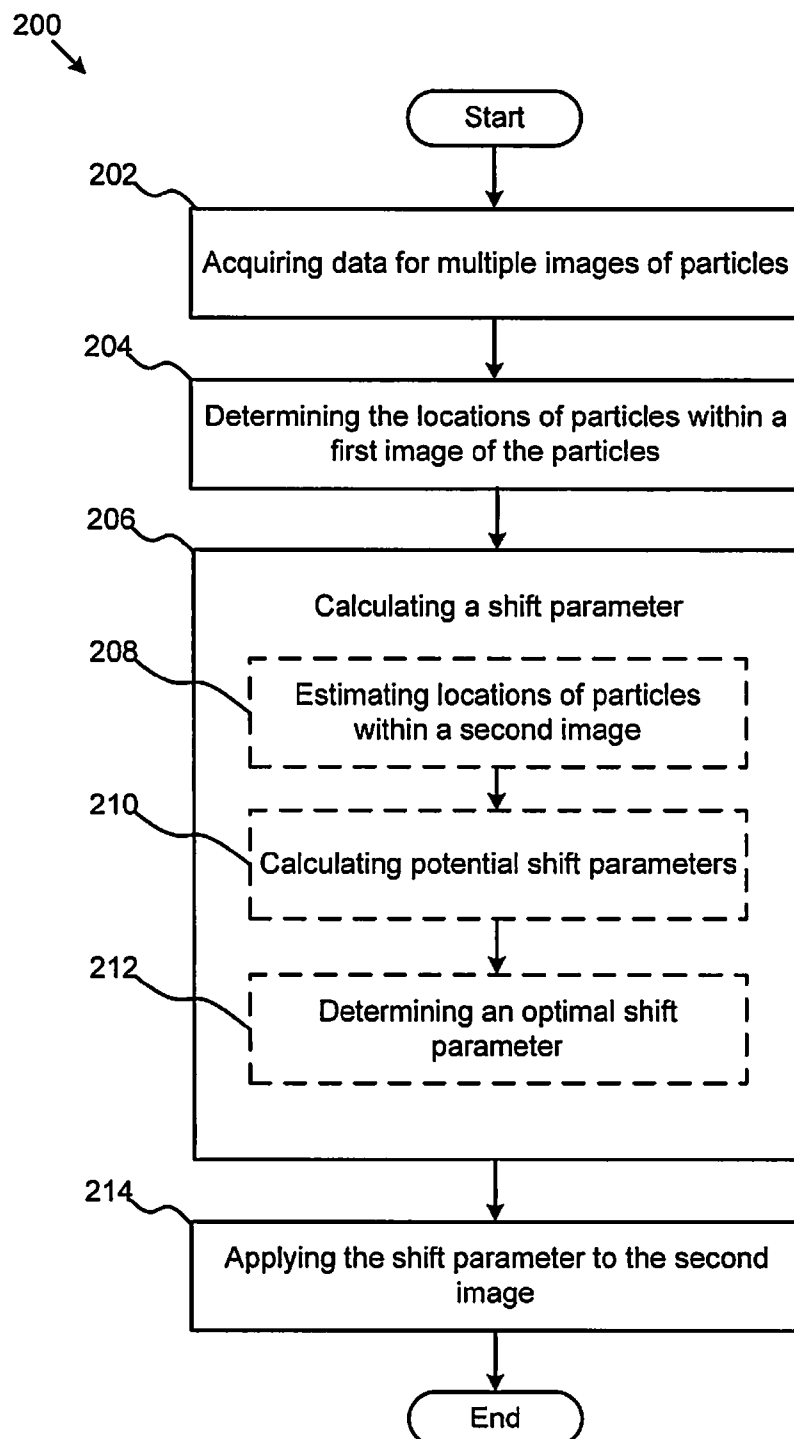 200
Start
202
Acquiring data for multiple images of particles
204
Determining the locations of particles within a
first image of the particles
206
Calculating a shift parameter
208
Estimating locations of particles
within a second image
210
Calculating potential shift parameters
212
Determining an optimal shift
parameter
214
Applying the shift parameter to the second
image
End